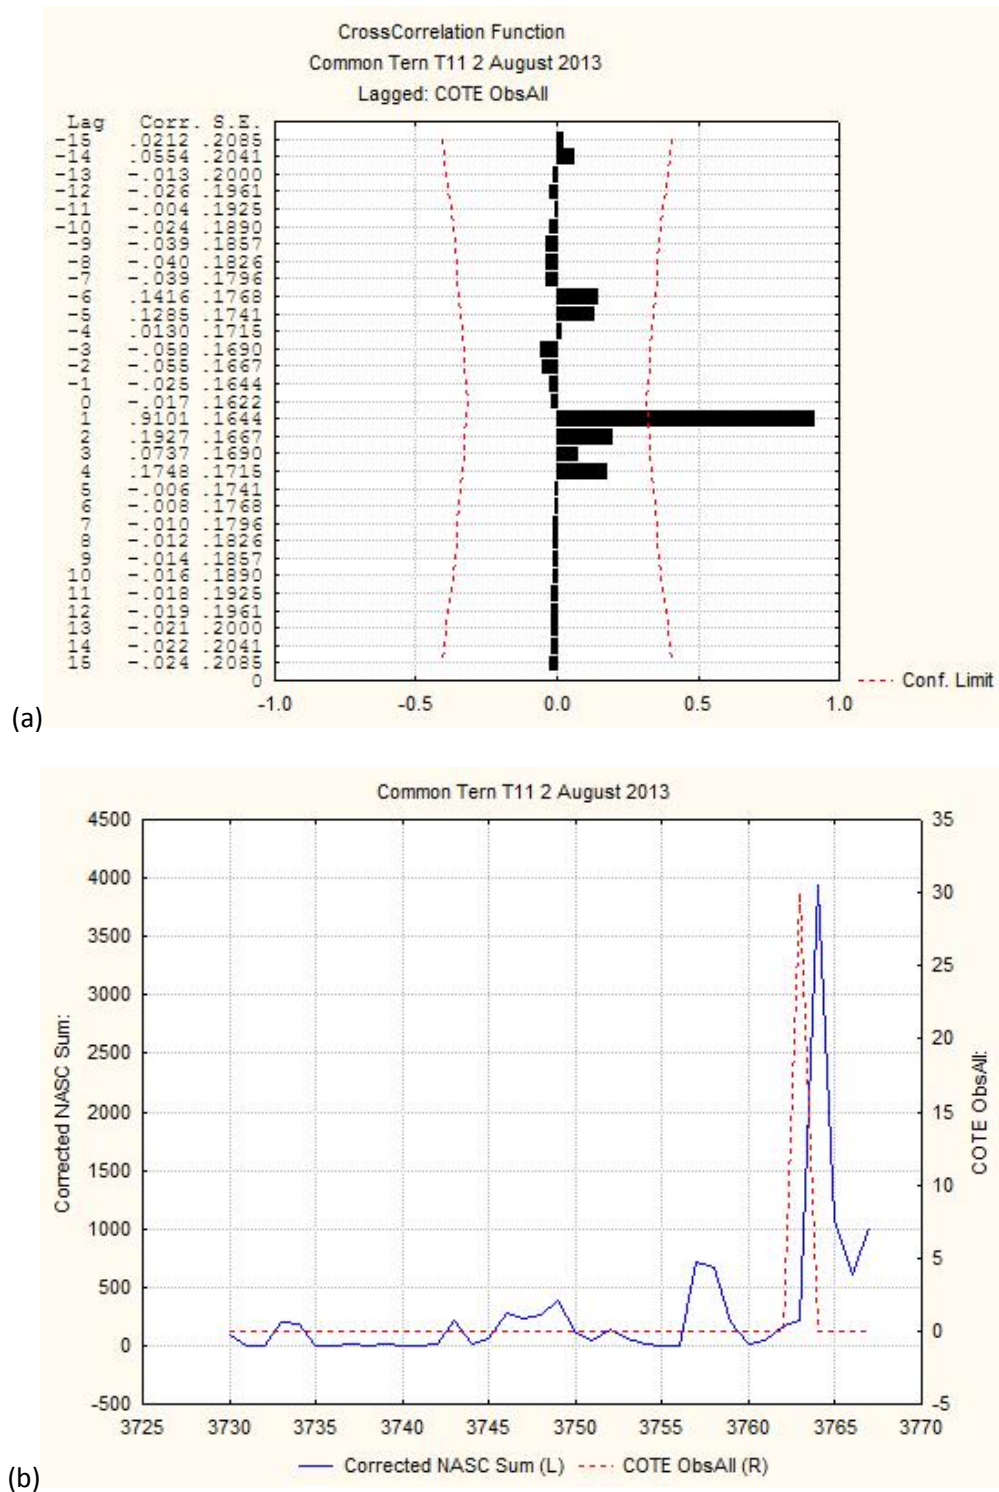 CrossCorrelation Function
Common Tern T11 2 August 2013
Lagged: COTE ObsAll
Lag Corr. S.E.
-15 .0212 .2085
-14 .0554 .2041
-13 -.013 .2000
-12 -.026 .1961
-11 -.004 .1925
-10 -.024 .1890
-9 -.039 .1857
-8 -.040 .1826
-7 -.039 .1796
-6 .1416 .1768
-5 .1285 .1741
-4 .0130 .1715
-3 -.058 .1690
-2 -.055 .1667
-1 -.025 .1644
0 -.017 .1622
1 .9101 .1644
2 .1927 .1667
3 .0737 .1690
4 .1748 .1715
5 -.006 .1741
6 -.008 .1768
7 -.010 .1796
8 -.012 .1826
9 -.014 .1857
10 -.016 .1890
11 -.018 .1925
12 -.019 .1961
13 -.021 .2000
14 -.022 .2041
15 -.024 .2085
0
-1.0 -0.5 0.0 0.5 1.0
Conf. Limit
(a)
Common Tern T11 2 August 2013
4500 35
4000 30
3500 25
3000 20
2500 15
2000 10
1500 5
1000 0
500 -5
0
-500
Corrected NASC Sum:
COTE ObsAll:
3725 3730 3735 3740 3745 3750 3755 3760 3765 3770
Corrected NASC Sum (L) COTE ObsAll (R)
(b)